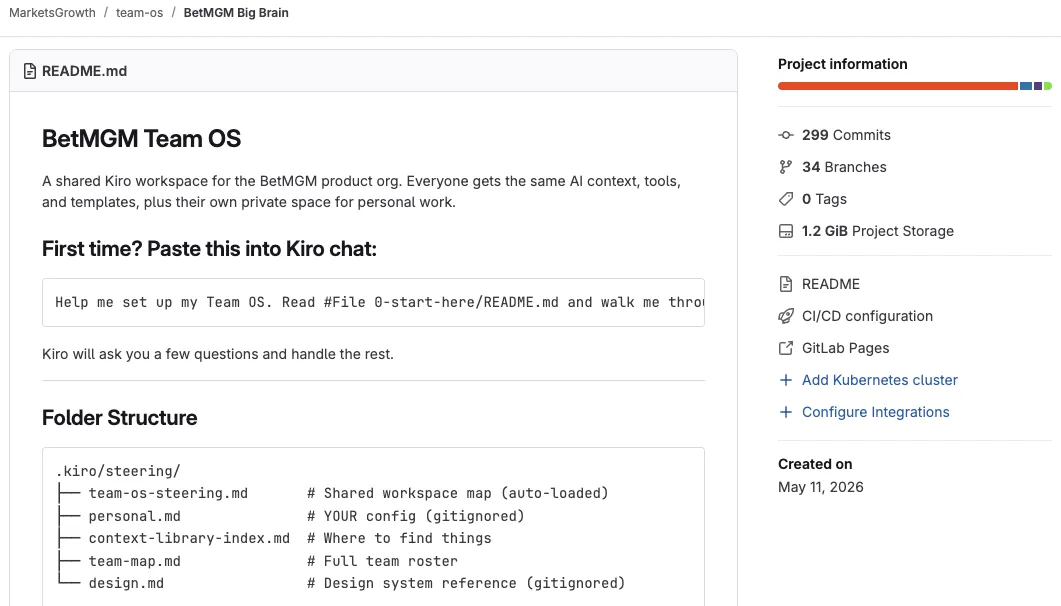 MarketsGrowth / team-os / BetMGM Big Brain
README.md
BetMGM Team OS
A shared Kiro workspace for the BetMGM product org. Everyone gets the same AI context, tools,
and templates, plus their own private space for personal work.
First time? Paste this into Kiro chat:
Help me set up my Team OS. Read #File 0-start-here/README.md and walk me throu
Kiro will ask you a few questions and handle the rest.
Folder Structure
.kiro/steering/
├── team-os-steering.md       # Shared workspace map (auto-loaded)
├── personal.md               # YOUR config (gitignored)
├── context-library-index.md  # Where to find things
├── team-map.md               # Full team roster
└── design.md                 # Design system reference (gitignored)
Project information
299 Commits
34 Branches
0 Tags
1.2 GiB Project Storage
README
CI/CD configuration
GitLab Pages
Add Kubernetes cluster
Configure Integrations
Created on
May 11, 2026